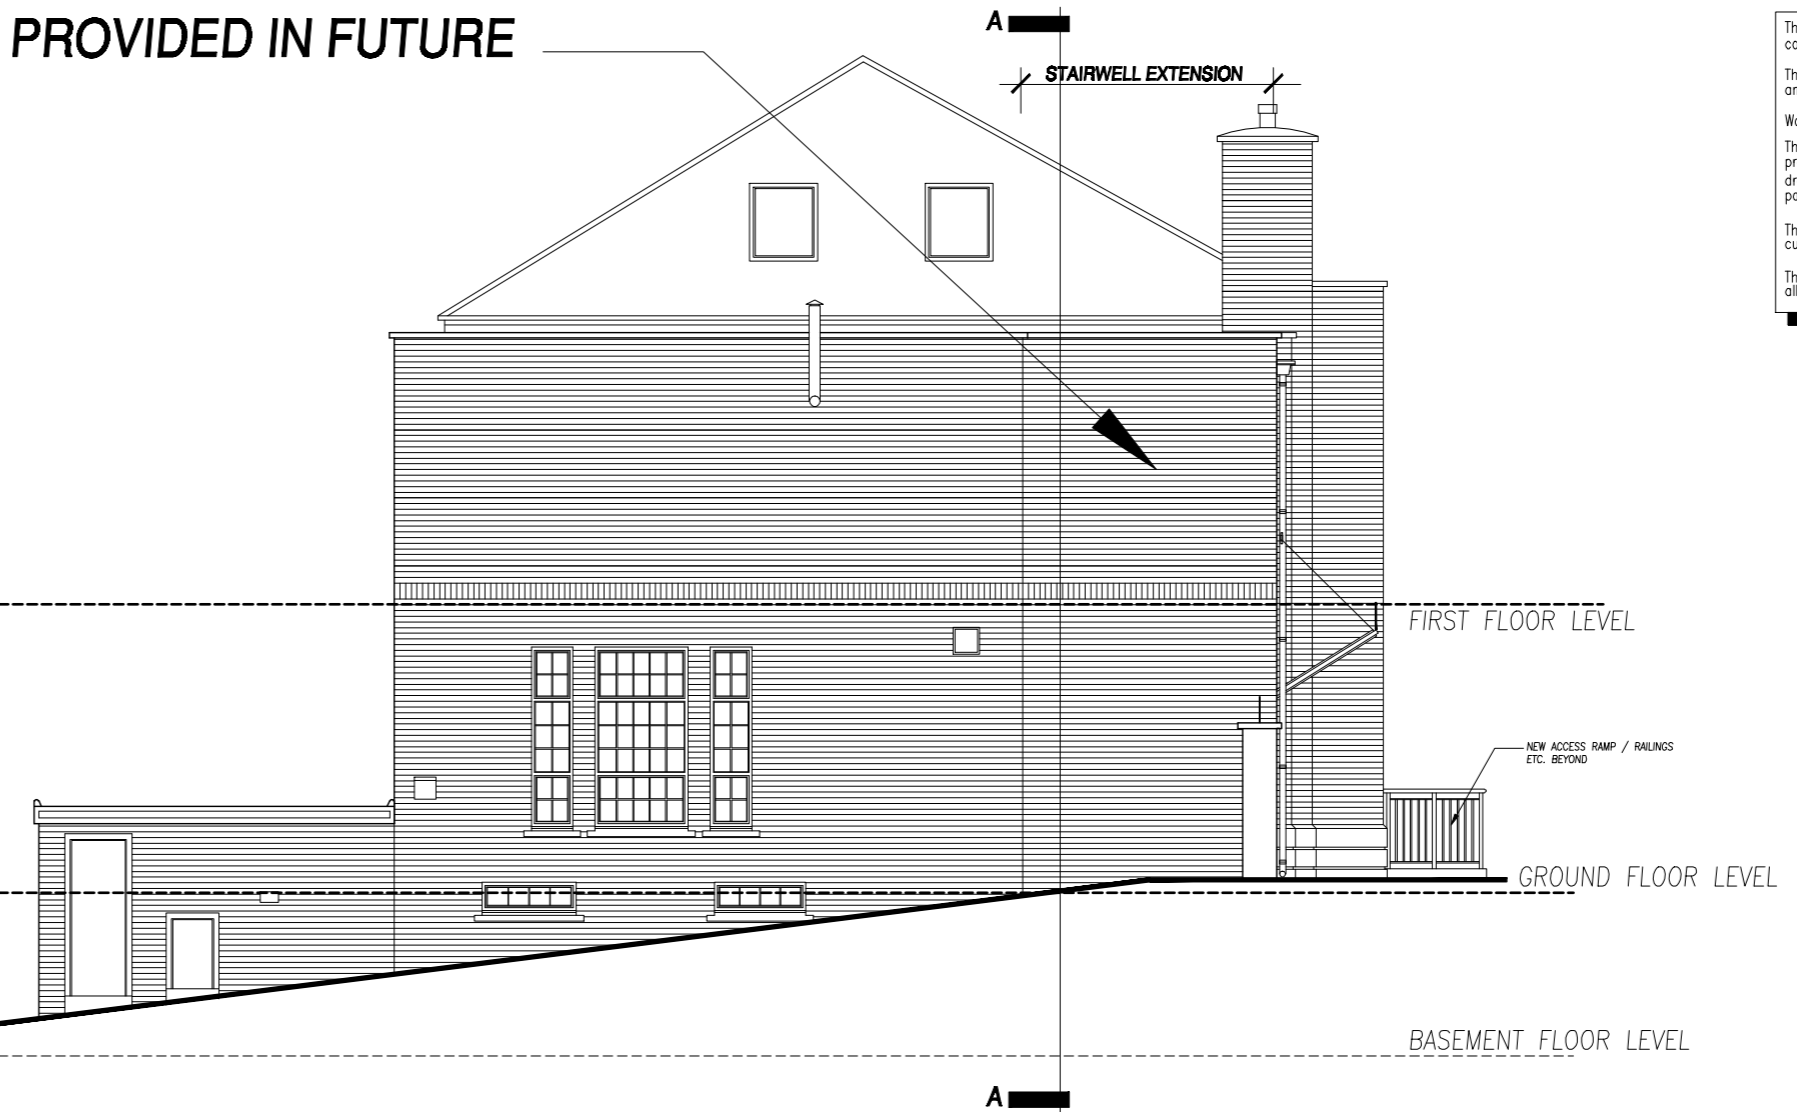 PROVIDED IN FUTURE
A
STAIRWELL EXTENSION
FIRST FLOOR LEVEL
NEW ACCESS RAMP / RAILINGS
ETC. BEYOND
GROUND FLOOR LEVEL
BASEMENT FLOOR LEVEL
A